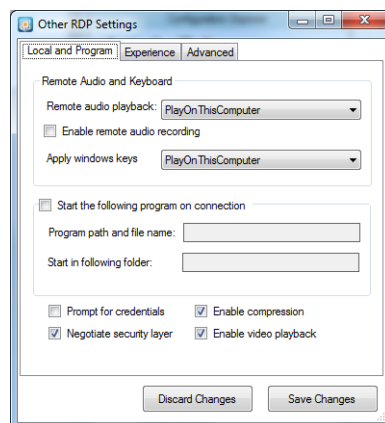 Other RDP Settings
Local and Program Experience Advanced
Remote Audio and Keyboard
Remote audio playback: PlayOnThisComputer
Enable remote audio recording
Apply windows keys PlayOnThisComputer
Start the following program on connection
Program path and file name:
Start in following folder:
Prompt for credentials Enable compression
Negotiate security layer Enable video playback
Discard Changes Save Changes